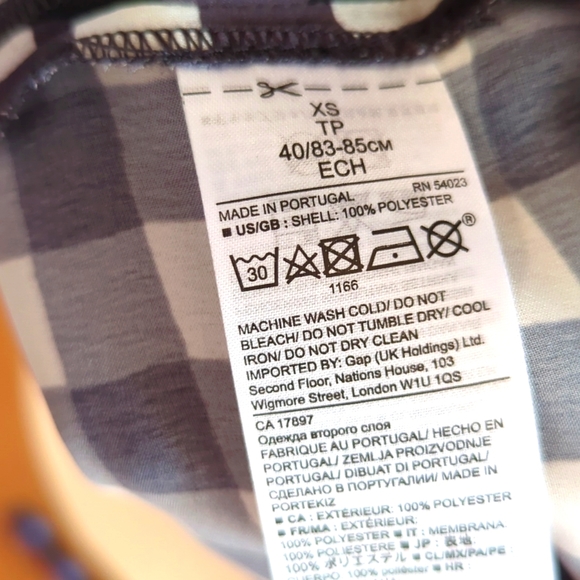 XS
TP
40/83-85см
ECH
RN 54023
MADE IN PORTUGAL
■ US/GB : SHELL: 100% POLYESTER
30
®
1166
MACHINE WASH COLD/ DO NOT
BLEACH/ DO NOT TUMBLE DRY/ COOL
IRON/ DO NOT DRY CLEAN
IMPORTED BY: Gap (UK Holdings) Ltd.
Second Floor, Nations House, 103
Wigmore Street, London W1U 1QS
CA 17897
Одежда второго слоя
FABRIQUE AU PORTUGAL/ HECHO EN
PORTUGAL/ ZEMLJA PROIZVODNJE
PORTUGAL/ DIBUAT DI PORTUGAL/
СДЕЛАНО В ПОРТУГАЛИИ/ MADE IN
PORTEKIZ
■ CA : EXTÉRIEUR: 100% POLYESTER
■ FR/MA : EXTÉRIEUR:
100% POLYESTER ■ IT : MEMBRANA:
100% POLIESTERE ■ JP : 表地:
100% ポリエステル ■ CL/MX/PA/PE :
CUERPO: 100% poliéster ■ HR :